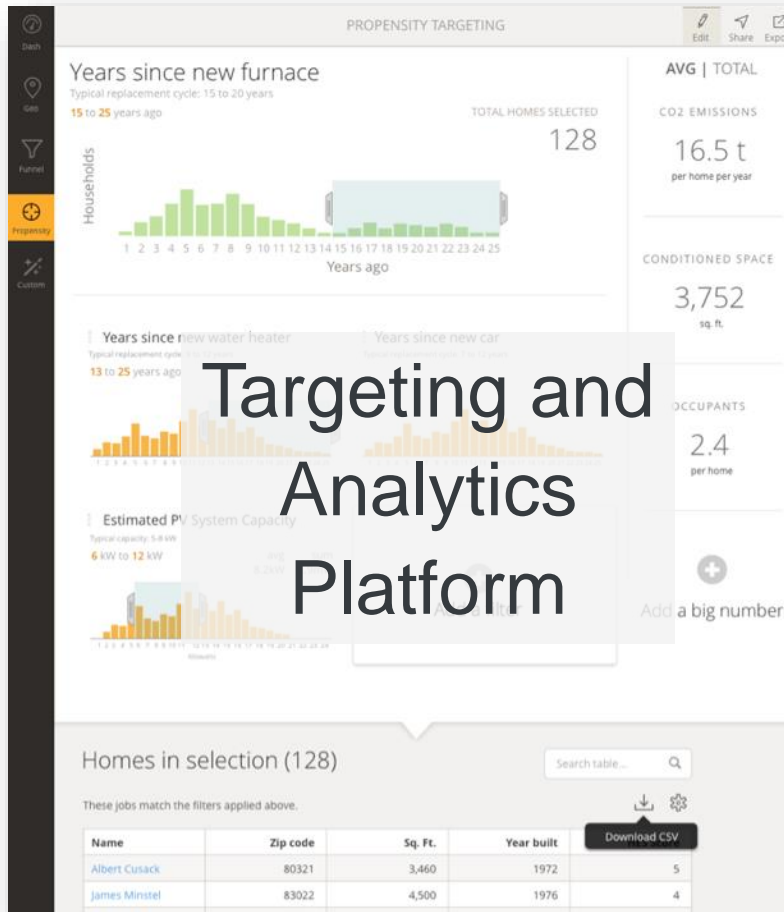 PROPENSITY TARGETING
Edit Share Expo
Dash
Geo
Funnel
Propensity
Custom
Years since new furnace
Typical replacement cycle: 15 to 20 years
15 to 25 years ago
TOTAL HOMES SELECTED
128
Households
1 2 3 4 5 6 7 8 9 10 11 12 13 14 15 16 17 18 19 20 21 22 23 24 25
Years ago
AVG | TOTAL
CO2 EMISSIONS
16.5 t
per home per year
CONDITIONED SPACE
3,752
sq. ft.
OCCUPANTS
2.4
per home
Add a big number
Years since new water heater
Typical replacement cycle
13 to 25 years ago
Years since new car
Targeting and
Analytics
Platform
Estimated PV System Capacity
Typical capacity: 5-8 kW
6 kW to 12 kW
Add a filter
Homes in selection (128)
Search table...
These jobs match the filters applied above.
Download CSV
Name Zip code Sq. Ft. Year built
Albert Cusack 80321 3,460 1972 5
James Minstel 83022 4,500 1976 4